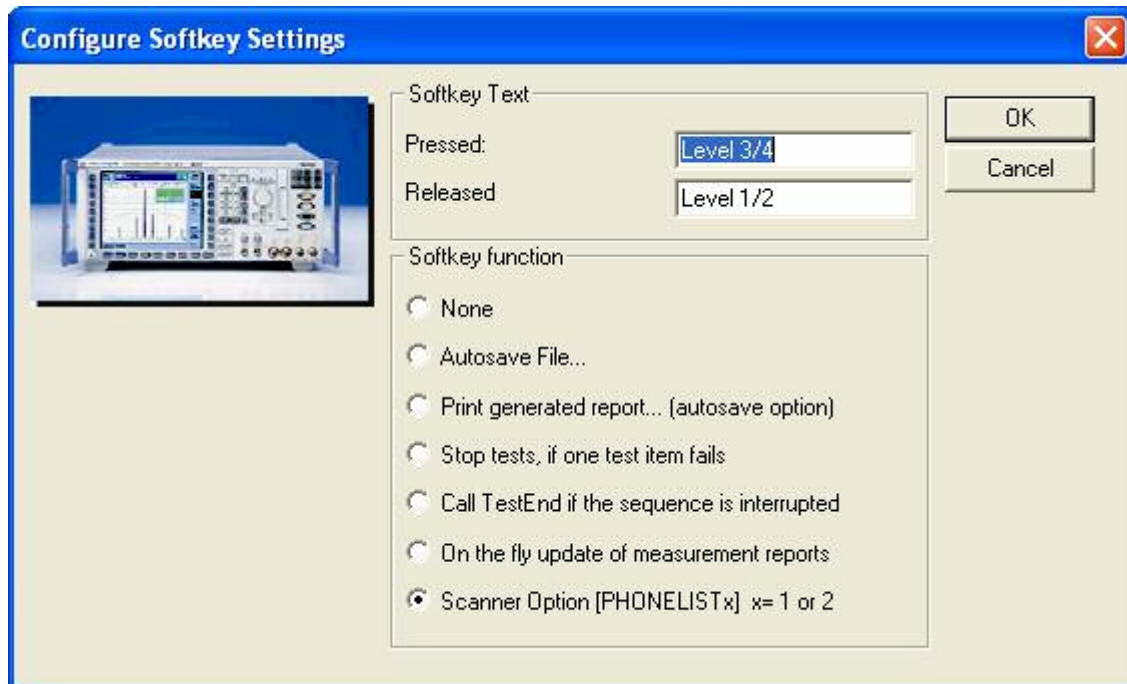 Configure Softkey Settings
Softkey Text
Pressed: Level 3/4
Released Level 1/2
OK
Cancel
Softkey function
None
Autosave File...
Print generated report... (autosave option)
Stop tests, if one test item fails
Call TestEnd if the sequence is interrupted
On the fly update of measurement reports
Scanner Option [PHONELISTx] x= 1 or 2